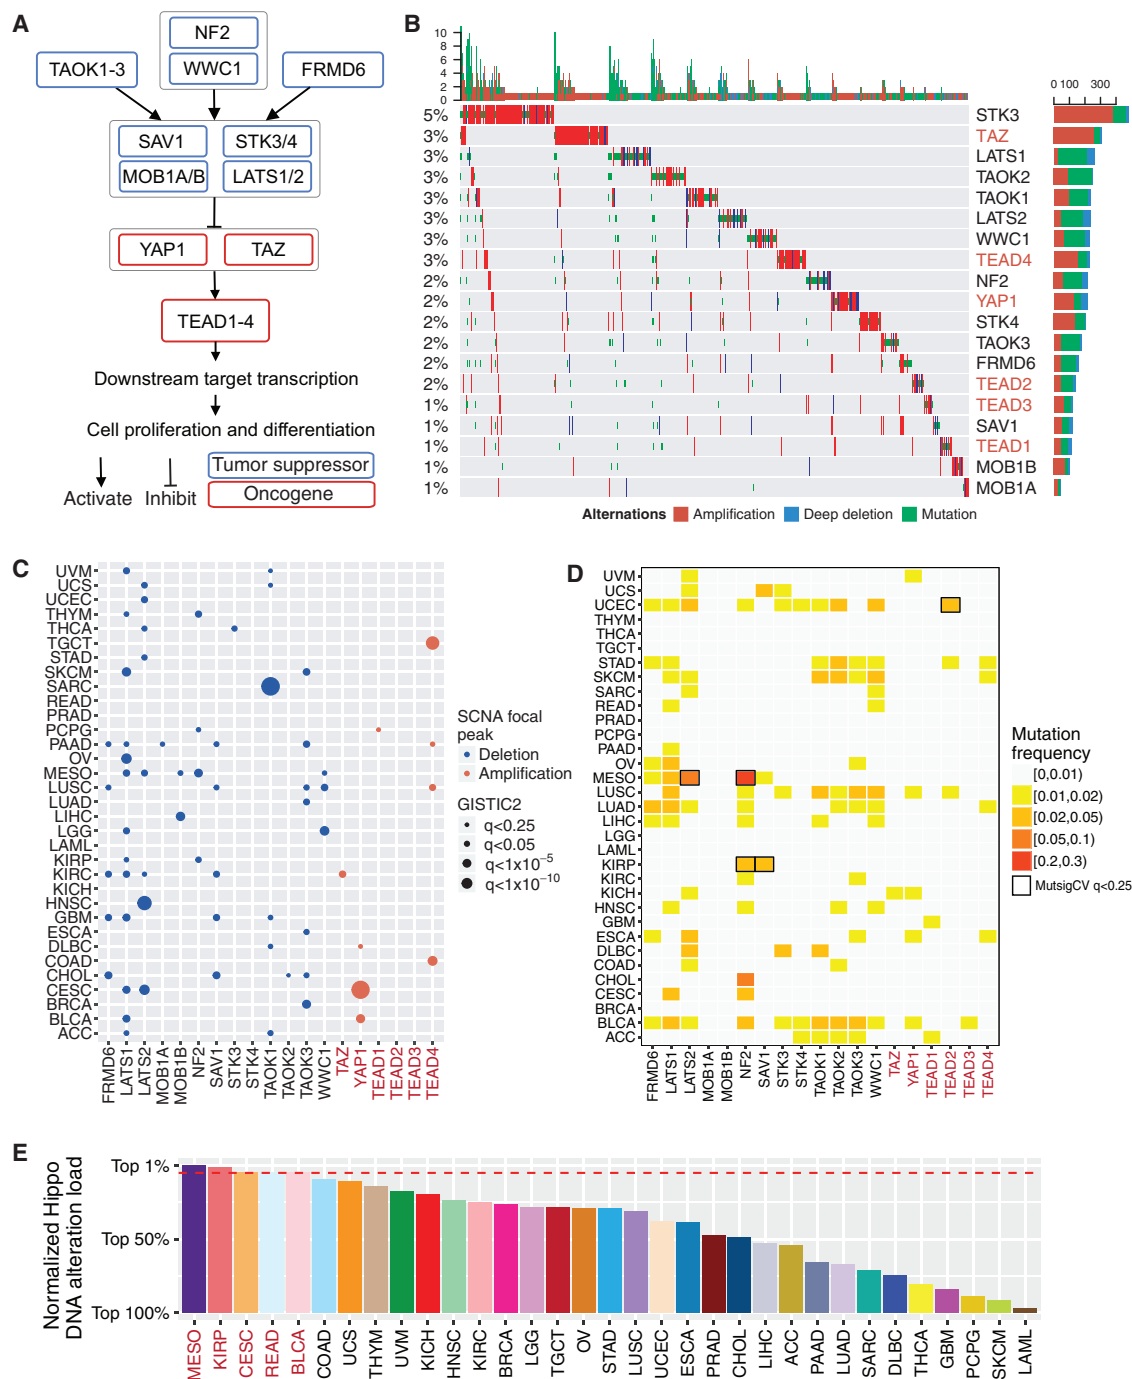 A
NF2
WWC1
TAOK1-3
FRMD6
SAV1
STK3/4
MOB1A/B
LATS1/2
YAP1
TAZ
TEAD1-4
Downstream target transcription
Cell proliferation and differentiation
Activate
Inhibit
Tumor suppressor
Oncogene
B
10
8
6
4
2
0
0 100 300
5% STK3
3% TAZ
3% LATS1
3% TAOK2
3% TAOK1
3% LATS2
3% WWC1
3% TEAD4
2% NF2
2% YAP1
2% STK4
2% TAOK3
2% FRMD6
2% TEAD2
1% TEAD3
1% SAV1
1% TEAD1
1% MOB1B
1% MOB1A
Alternations Amplification Deep deletion Mutation
C
UVM
UCS
UCEC
THYM
THCA
TGCT
STAD
SKCM
SARC
READ
PRAD
PCPG
PAAD
OV
MESO
LUSC
LUAD
LIHC
LGG
LAML
KIRP
KIRC
KICH
HNSC
GBM
ESCA
DLBC
COAD
CHOL
CESC
BRCA
BLCA
ACC
FRMD6
LATS1
LATS2
MOB1A
MOB1B
NF2
SAV1
STK3
STK4
TAOK1
TAOK2
TAOK3
WWC1
TAZ
YAP1
TEAD1
TEAD2
TEAD3
TEAD4
SCNA focal
peak
Deletion
Amplification
GISTIC2
q<0.25
q<0.05
q<1x10−5
q<1x10−10
D
UVM
UCS
UCEC
THYM
THCA
TGCT
STAD
SKCM
SARC
READ
PRAD
PCPG
PAAD
OV
MESO
LUSC
LUAD
LIHC
LGG
LAML
KIRP
KIRC
KICH
HNSC
GBM
ESCA
DLBC
COAD
CHOL
CESC
BRCA
BLCA
ACC
FRMD6
LATS1
LATS2
MOB1A
MOB1B
NF2
SAV1
STK3
STK4
TAOK1
TAOK2
TAOK3
WWC1
TAZ
YAP1
TEAD1
TEAD2
TEAD3
TEAD4
Mutation
frequency
[0,0.01)
[0.01,0.02)
[0.02,0.05)
[0.05,0.1)
[0.2,0.3)
MutsigCV q<0.25
E
Normalized Hippo
DNA alteration load
Top 1%
Top 50%
Top 100%
MESO
KIRP
CESC
READ
BLCA
COAD
UCS
THYM
UVM
KICH
HNSC
KIRC
BRCA
LGG
TGCT
OV
STAD
LUSC
UCEC
ESCA
PRAD
CHOL
LIHC
ACC
PAAD
LUAD
SARC
DLBC
THCA
GBM
PCPG
SKCM
LAML